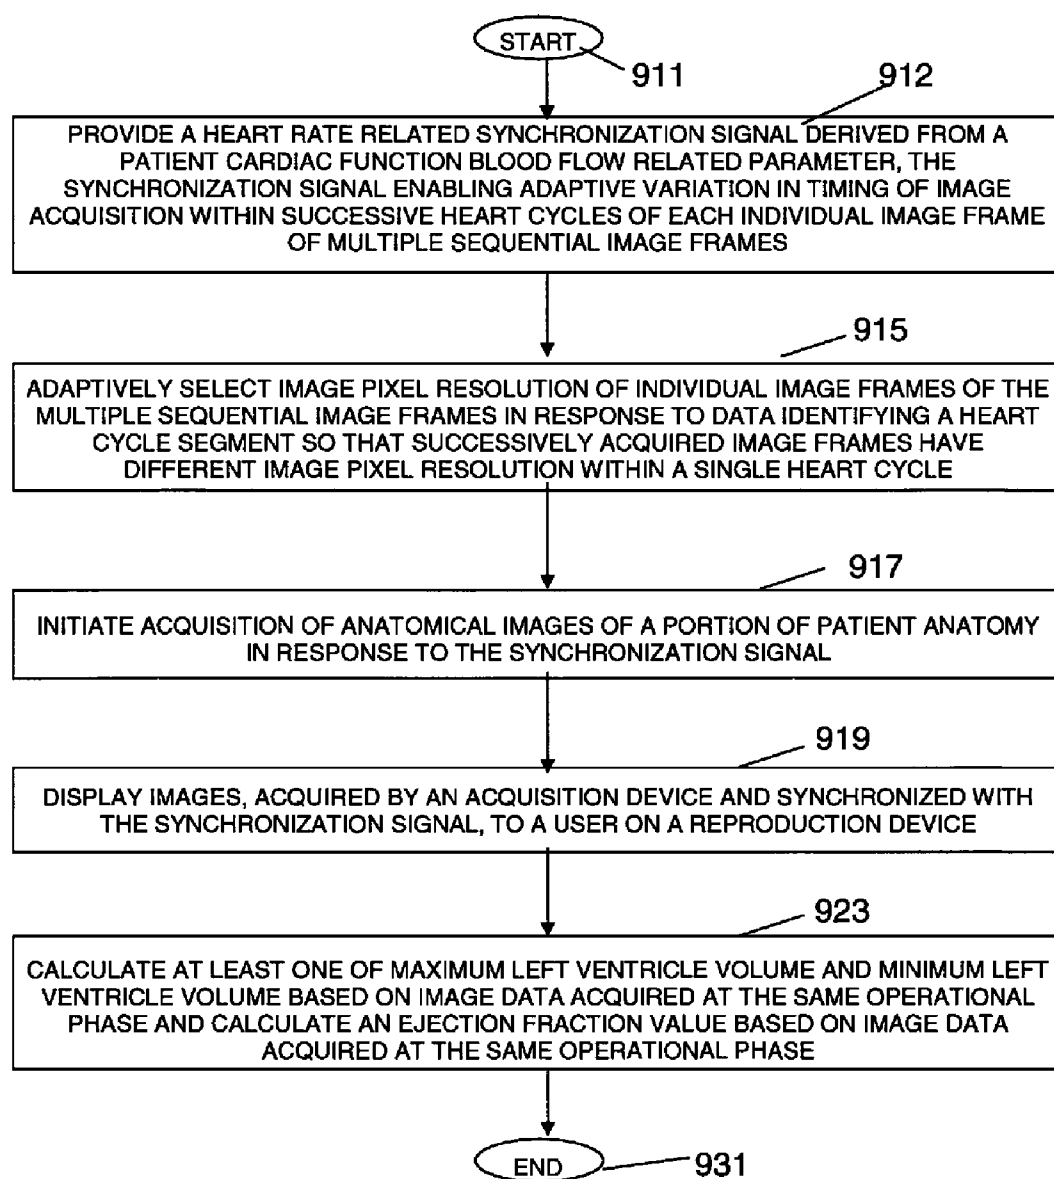 START
911
912
PROVIDE A HEART RATE RELATED SYNCHRONIZATION SIGNAL DERIVED FROM A
PATIENT CARDIAC FUNCTION BLOOD FLOW RELATED PARAMETER, THE
SYNCHRONIZATION SIGNAL ENABLING ADAPTIVE VARIATION IN TIMING OF IMAGE
ACQUISITION WITHIN SUCCESSIVE HEART CYCLES OF EACH INDIVIDUAL IMAGE FRAME
OF MULTIPLE SEQUENTIAL IMAGE FRAMES
915
ADAPTIVELY SELECT IMAGE PIXEL RESOLUTION OF INDIVIDUAL IMAGE FRAMES OF THE
MULTIPLE SEQUENTIAL IMAGE FRAMES IN RESPONSE TO DATA IDENTIFYING A HEART
CYCLE SEGMENT SO THAT SUCCESSIVELY ACQUIRED IMAGE FRAMES HAVE
DIFFERENT IMAGE PIXEL RESOLUTION WITHIN A SINGLE HEART CYCLE
917
INITIATE ACQUISITION OF ANATOMICAL IMAGES OF A PORTION OF PATIENT ANATOMY
IN RESPONSE TO THE SYNCHRONIZATION SIGNAL
919
DISPLAY IMAGES, ACQUIRED BY AN ACQUISITION DEVICE AND SYNCHRONIZED WITH
THE SYNCHRONIZATION SIGNAL, TO A USER ON A REPRODUCTION DEVICE
923
CALCULATE AT LEAST ONE OF MAXIMUM LEFT VENTRICLE VOLUME AND MINIMUM LEFT
VENTRICLE VOLUME BASED ON IMAGE DATA ACQUIRED AT THE SAME OPERATIONAL
PHASE AND CALCULATE AN EJECTION FRACTION VALUE BASED ON IMAGE DATA
ACQUIRED AT THE SAME OPERATIONAL PHASE
END
931